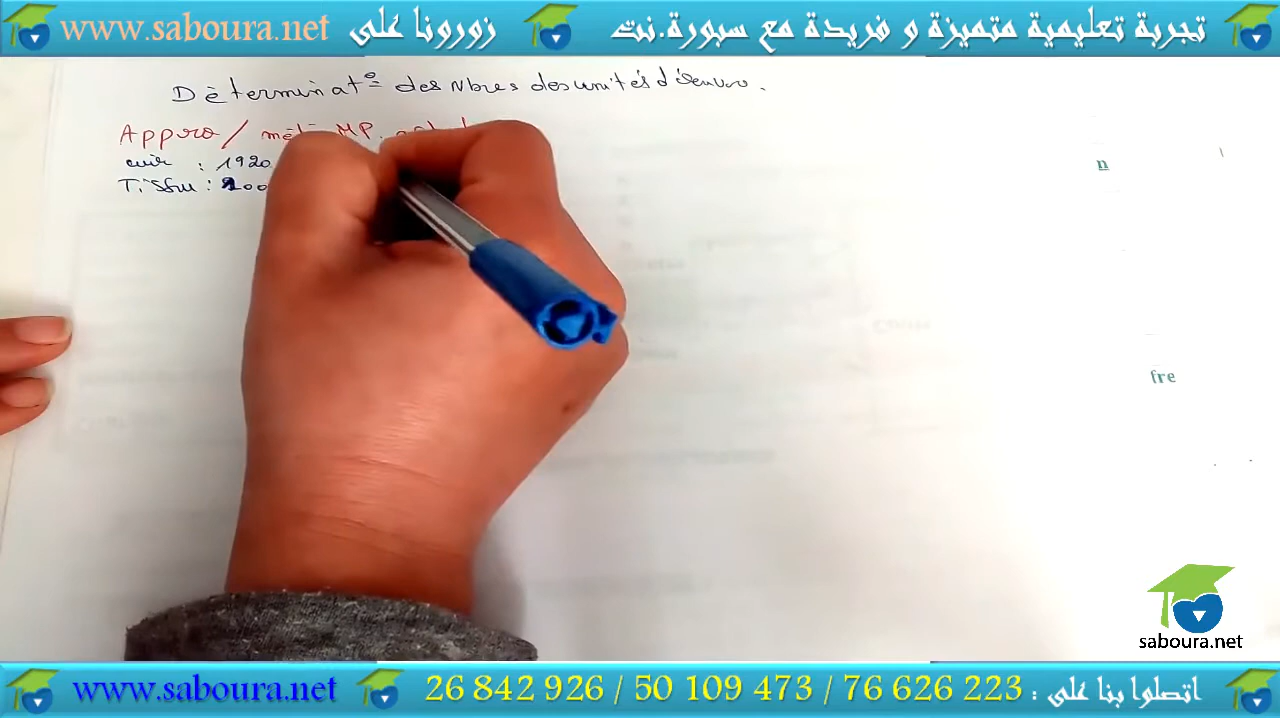 www.saboura.net زورونا على
تجربة تعليمية متميزة و فريدة مع سبورة.نت
Déterminat° des Nbres des unités d'œuvre.
Appro / MP.
cuir : 1920
Tissu : 200
n
fre
saboura.net
www.saboura.net
26 842 926 / 50 109 473 / 76 626 223 : اتصلوا بنا على